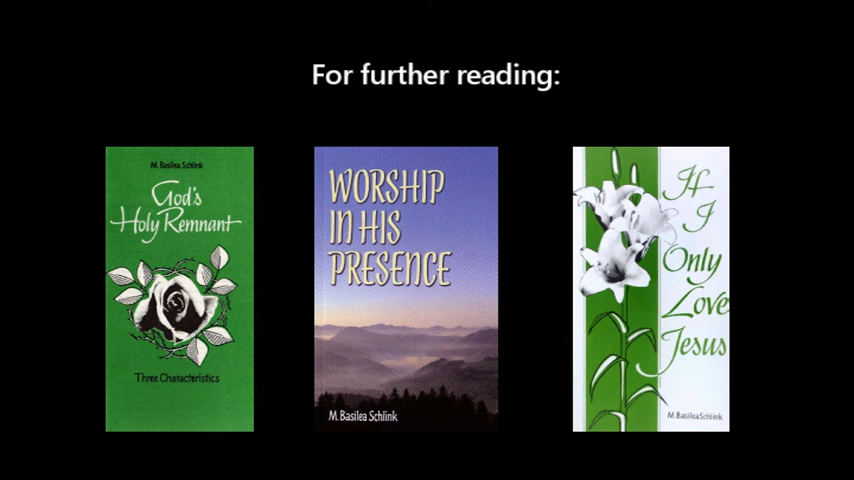 For further reading:
M. Basilea Schlink
God's
Holy Remnant
Three Characteristics
WORSHIP
IN HIS
PRESENCE
M. Basilea Schlink
If
I
Only
Love
Jesus
M. Basilea Schlink